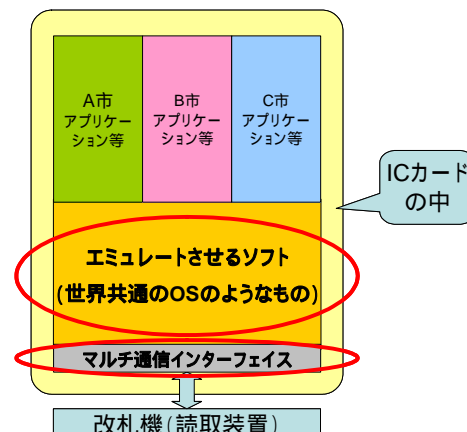 A市
アプリケー
ション等
B市
アプリケー
ション等
C市
アプリケー
ション等
ICカード
の中
エミュレートさせるソフト
(世界共通のOSのようなもの)
マルチ通信インターフェイス
改札機(読取装置)